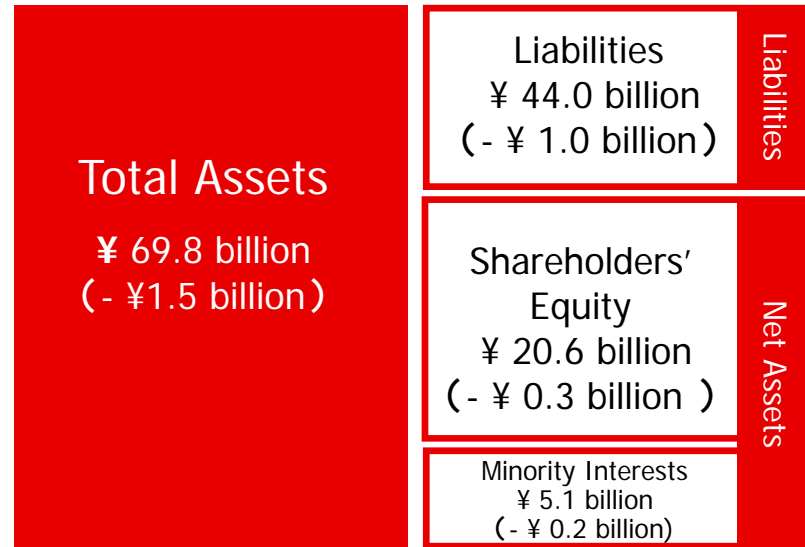 Total Assets
¥ 69.8 billion
(- ¥1.5 billion)
Liabilities
¥ 44.0 billion
(- ¥ 1.0 billion)
Liabilities
Shareholders'
Equity
¥ 20.6 billion
(- ¥ 0.3 billion )
Minority Interests
¥ 5.1 billion
(- ¥ 0.2 billion)
Net Assets